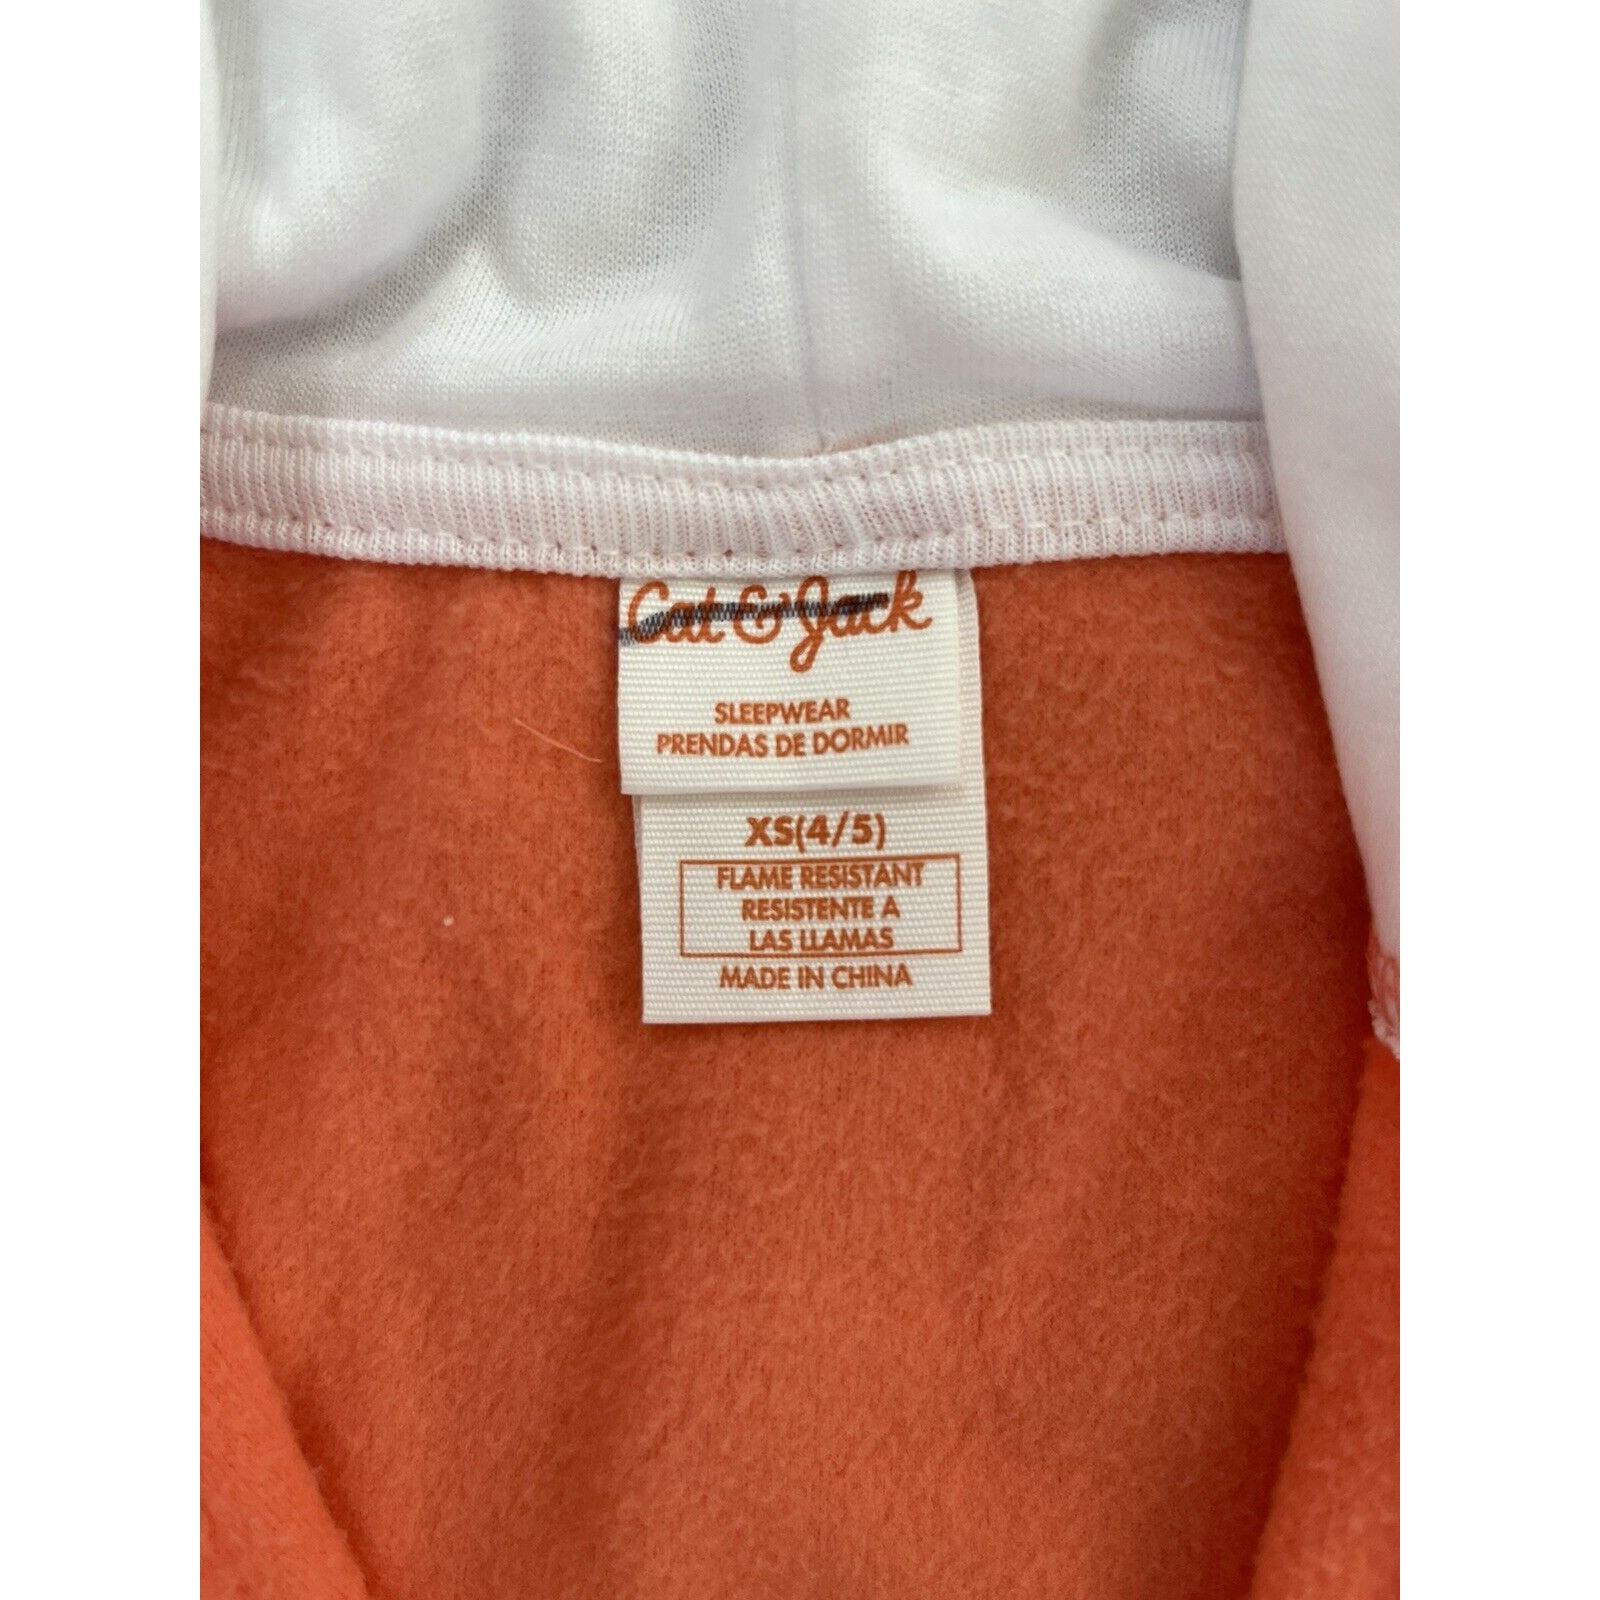 Cat & Jack
SLEEPWEAR
PRENDAS DE DORMIR
XS(4/5)
FLAME RESISTANT
RESISTENTE A
LAS LLAMAS
MADE IN CHINA